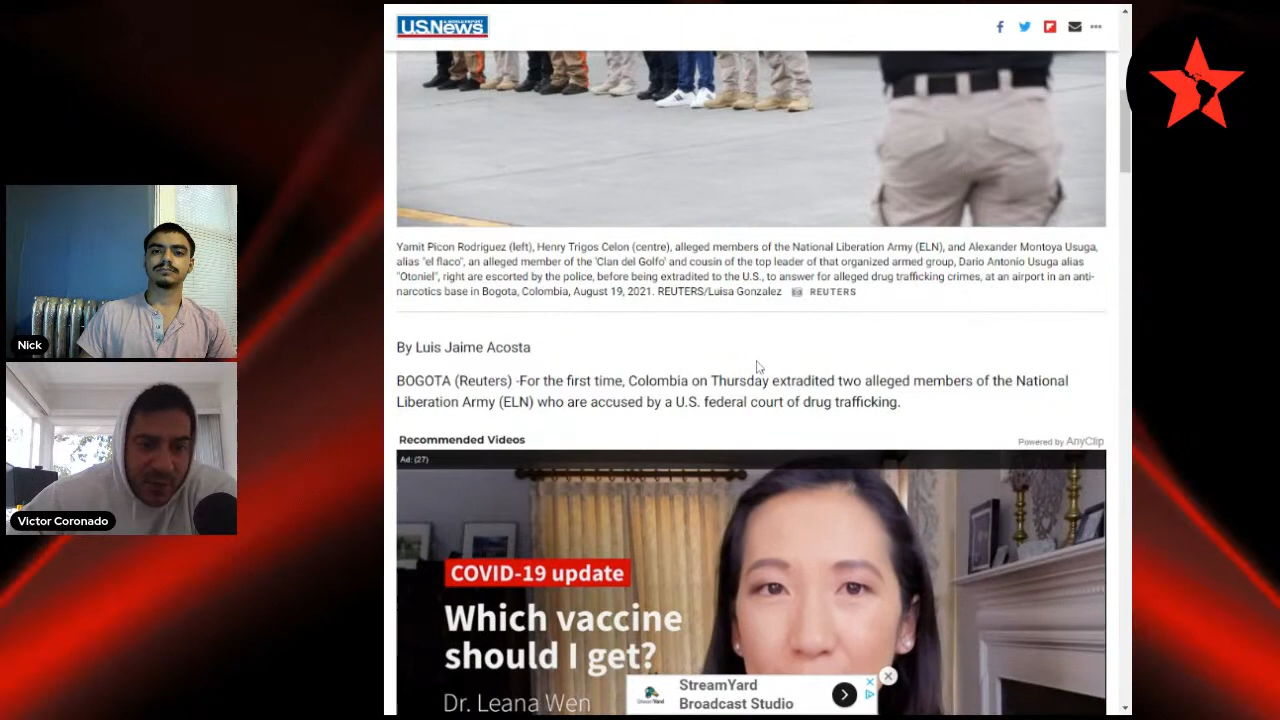 U.S.News
Nick
Victor Coronado
Yamit Picon Rodriguez (left), Henry Trigos Celon (centre), alleged members of the National Liberation Army (ELN), and Alexander Montoya Usuga,
alias "el flaco", an alleged member of the 'Clan del Golfo' and cousin of the top leader of that organized armed group, Dario Antonio Usuga alias
"Otoniel", right are escorted by the police, before being extradited to the U.S., to answer for alleged drug trafficking crimes, at an airport in an anti-
narcotics base in Bogota, Colombia, August 19, 2021. REUTERS/Luisa Gonzalez REUTERS
By Luis Jaime Acosta
BOGOTA (Reuters) -For the first time, Colombia on Thursday extradited two alleged members of the National
Liberation Army (ELN) who are accused by a U.S. federal court of drug trafficking.
Recommended Videos
Powered by AnyClip
Ad: (27)
COVID-19 update
Which vaccine
should I get?
Dr. Leana Wen
StreamYard
StreamYard
Broadcast Studio